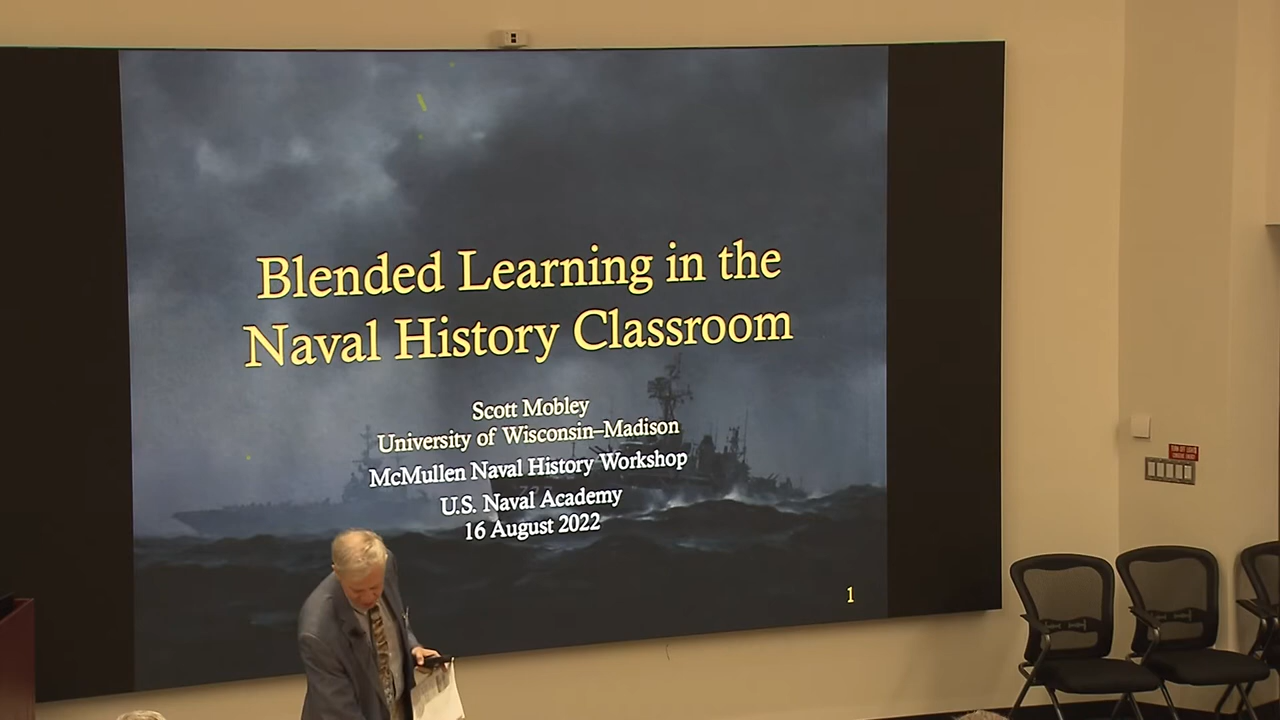 Blended Learning in the
Naval History Classroom
Scott Mobley
University of Wisconsin–Madison
McMullen Naval History Workshop
U.S. Naval Academy
16 August 2022
1